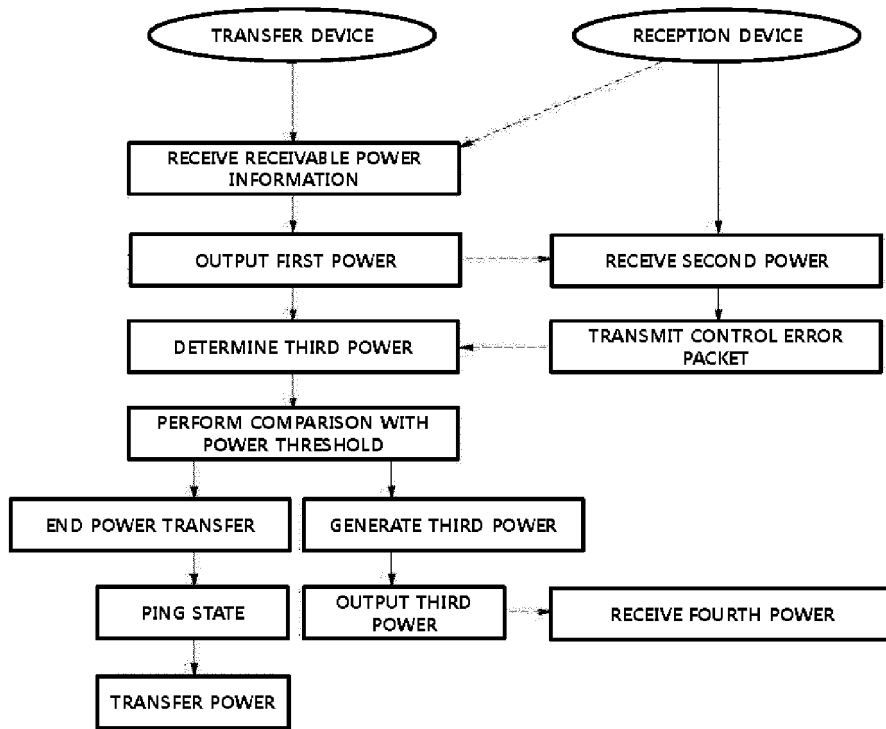 TRANSFER DEVICE
RECEPTION DEVICE
RECEIVE RECEIVABLE POWER
INFORMATION
OUTPUT FIRST POWER
RECEIVE SECOND POWER
DETERMINE THIRD POWER
TRANSMIT CONTROL ERROR
PACKET
PERFORM COMPARISON WITH
POWER THRESHOLD
END POWER TRANSFER
GENERATE THIRD POWER
PING STATE
OUTPUT THIRD
POWER
RECEIVE FOURTH POWER
TRANSFER POWER